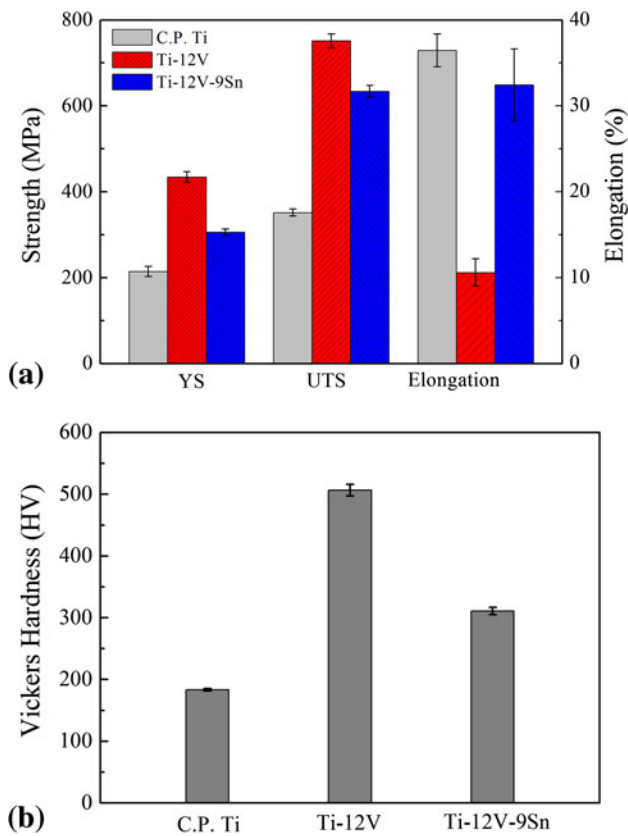 800
600
400
200
0
Strength (MPa)
C.P. Ti
Ti-12V
Ti-12V-9Sn
40
30
20
10
0
Elongation (%)
YS
UTS
Elongation
(a)
600
500
400
300
200
100
0
Vickers Hardness (HV)
C.P. Ti
Ti-12V
Ti-12V-9Sn
(b)